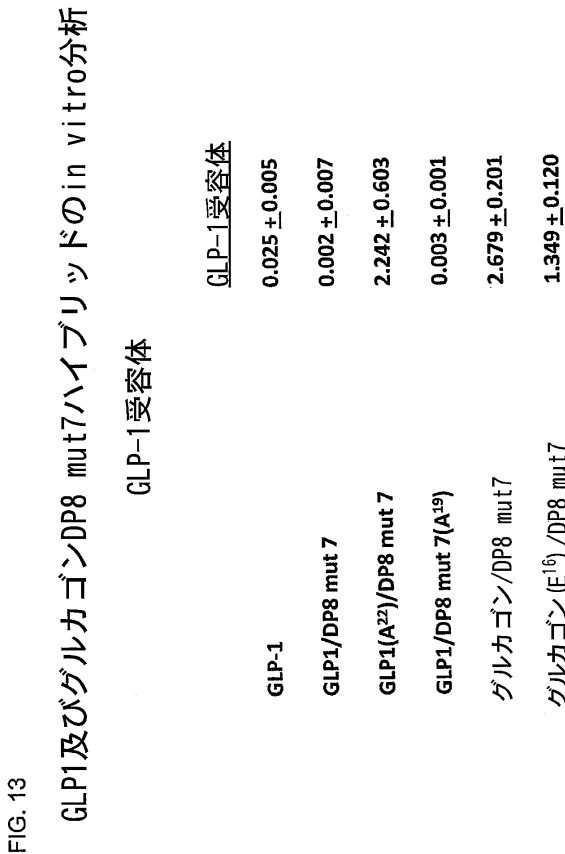 FIG. 13
GLP1及びグルカゴンDP8 mut7ハイブリッドのin vitro分析
GLP-1受容体
GLP-1受容体
GLP-1 0.025 ± 0.005
GLP1/DP8 mut 7 0.002 ± 0.007
GLP1(A²²)/DP8 mut 7 2.242 ± 0.603
GLP1/DP8 mut 7(A¹⁹) 0.003 ± 0.001
グルカゴン/DP8 mut7 2.679 ± 0.201
グルカゴン(E¹⁶)/DP8 mut7 1.349 ± 0.120